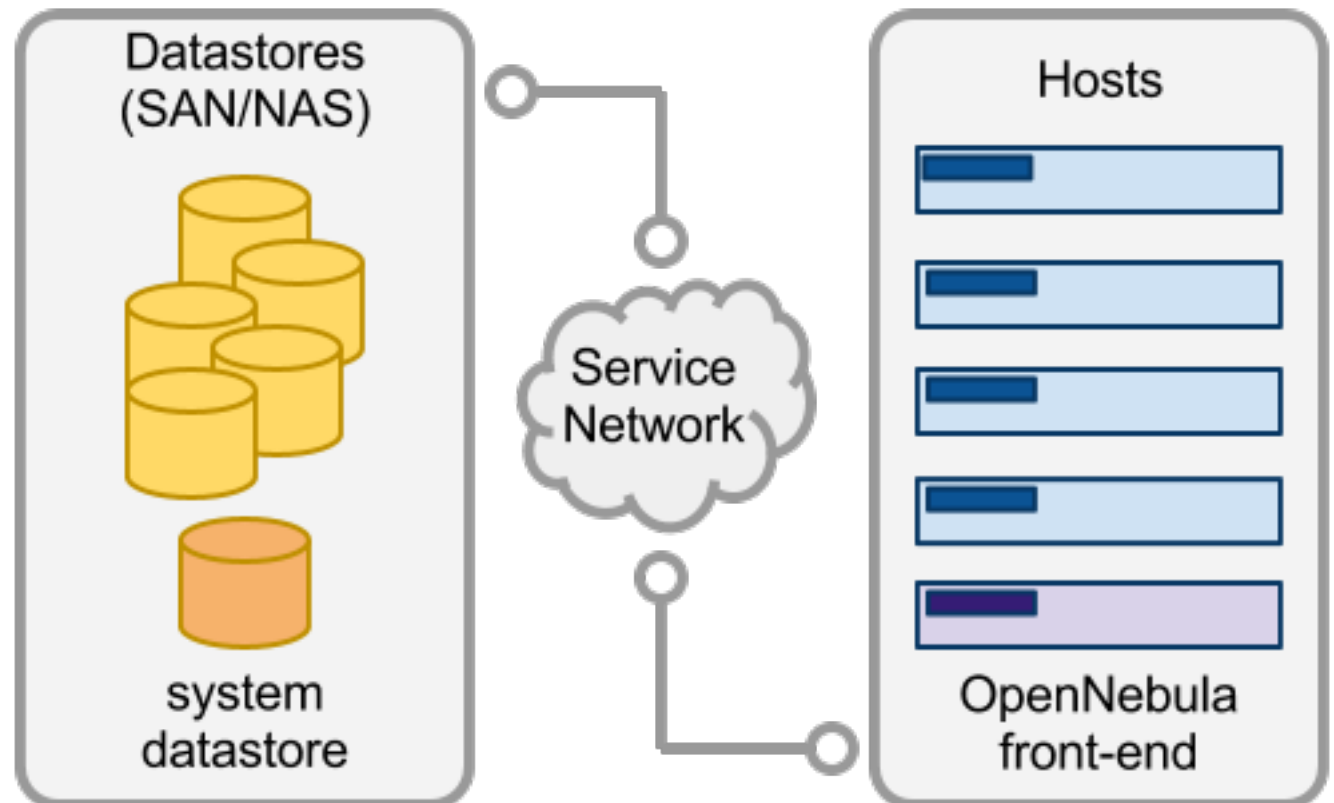 Datastores
(SAN/NAS)
system
datastore
Service
Network
Hosts
OpenNebula
front-end